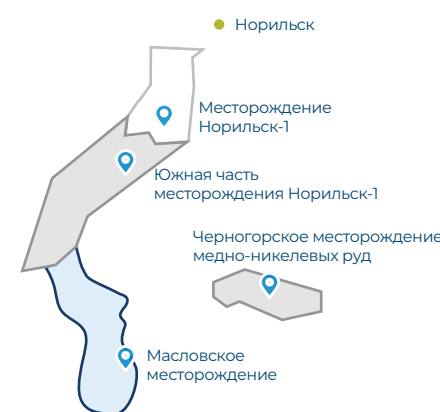 Норильск
Месторождение
Норильск-1
Южная часть
месторождения Норильск-1
Черногорское месторождение
медно-никелевых руд
Масловское
месторождение